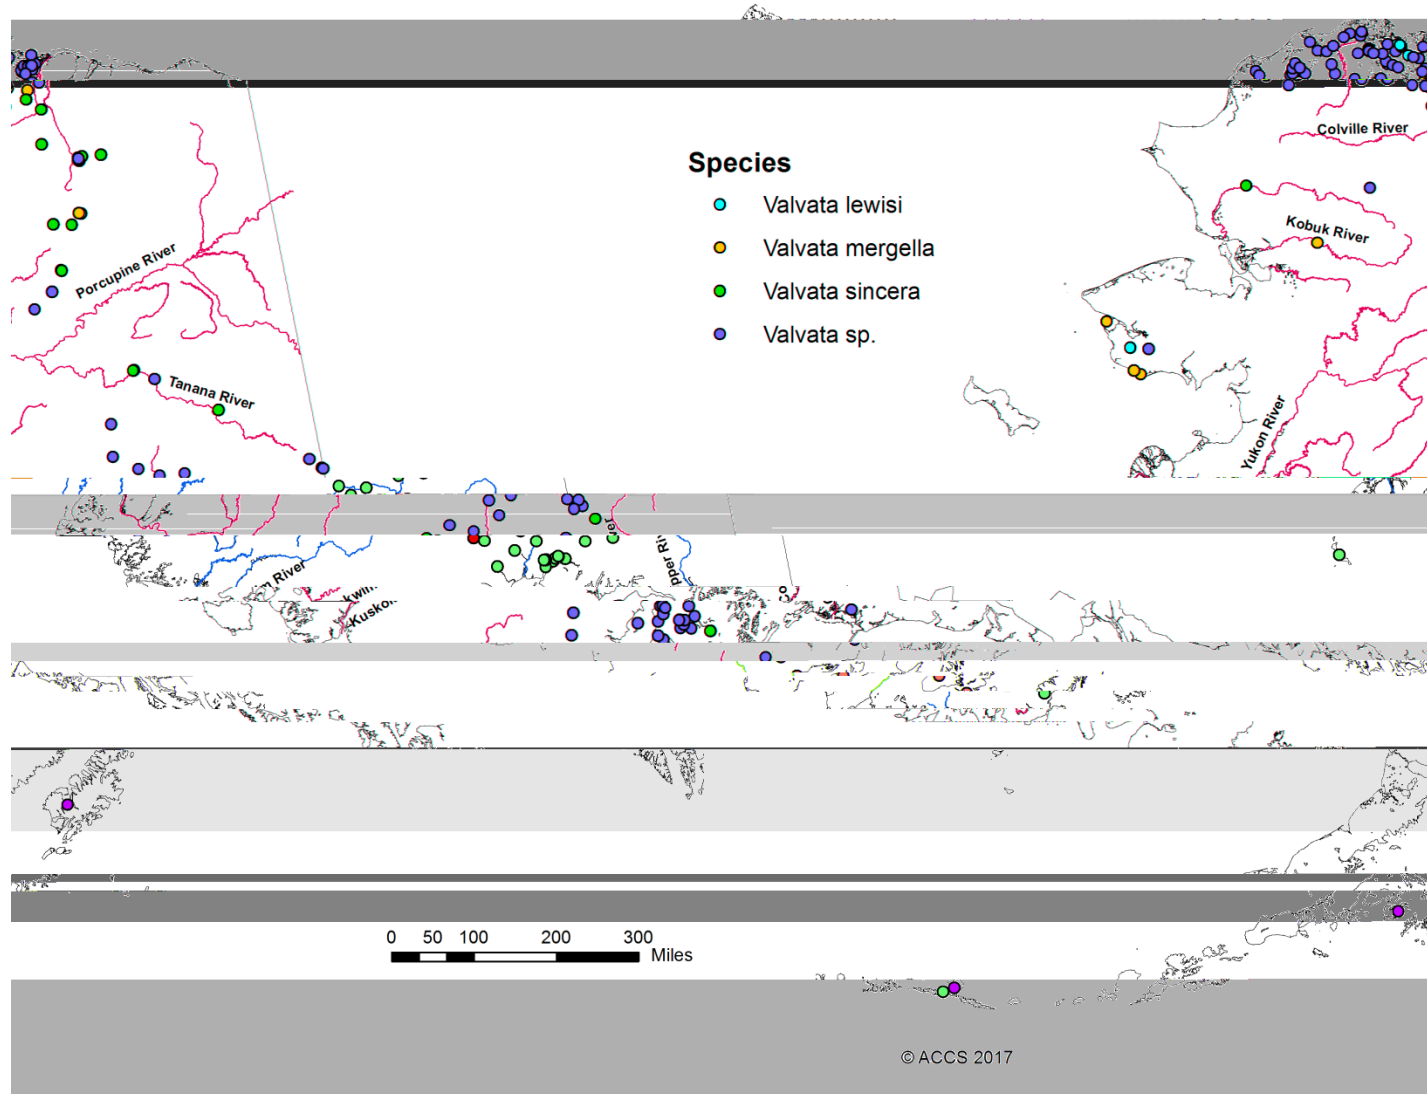 Colville River
Species
Valvata lewisi
Kobuk River
Valvata mergella
Porcupine River
Valvata sincera
Valvata sp.
Tanana River
Yukon River
River
0 50 100 200 300
Miles
© ACCS 2017